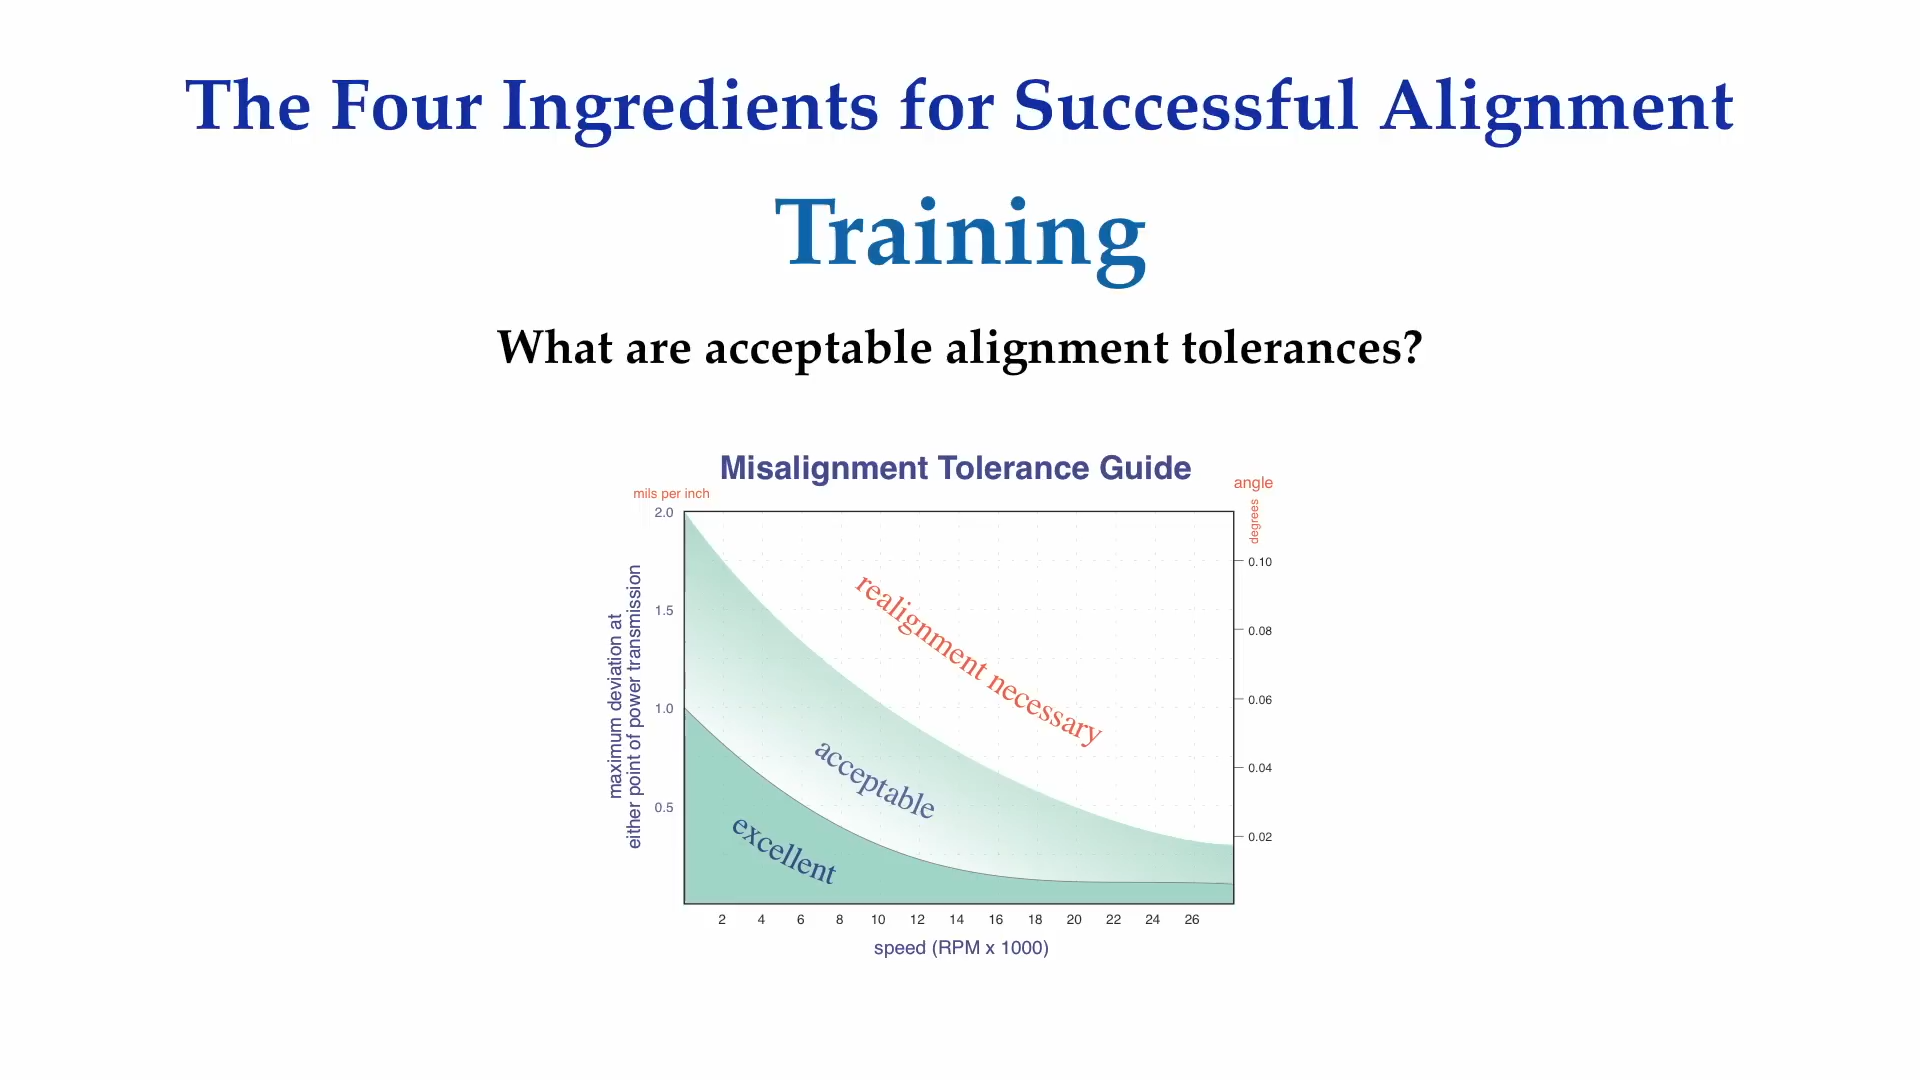 The Four Ingredients for Successful Alignment
Training
What are acceptable alignment tolerances?
Misalignment Tolerance Guide
mils per inch
angle
degrees
2.0
1.5
1.0
0.5
maximum deviation at
either point of power transmission
realignment necessary
acceptable
excellent
0.10
0.08
0.06
0.04
0.02
2 4 6 8 10 12 14 16 18 20 22 24 26
speed (RPM x 1000)